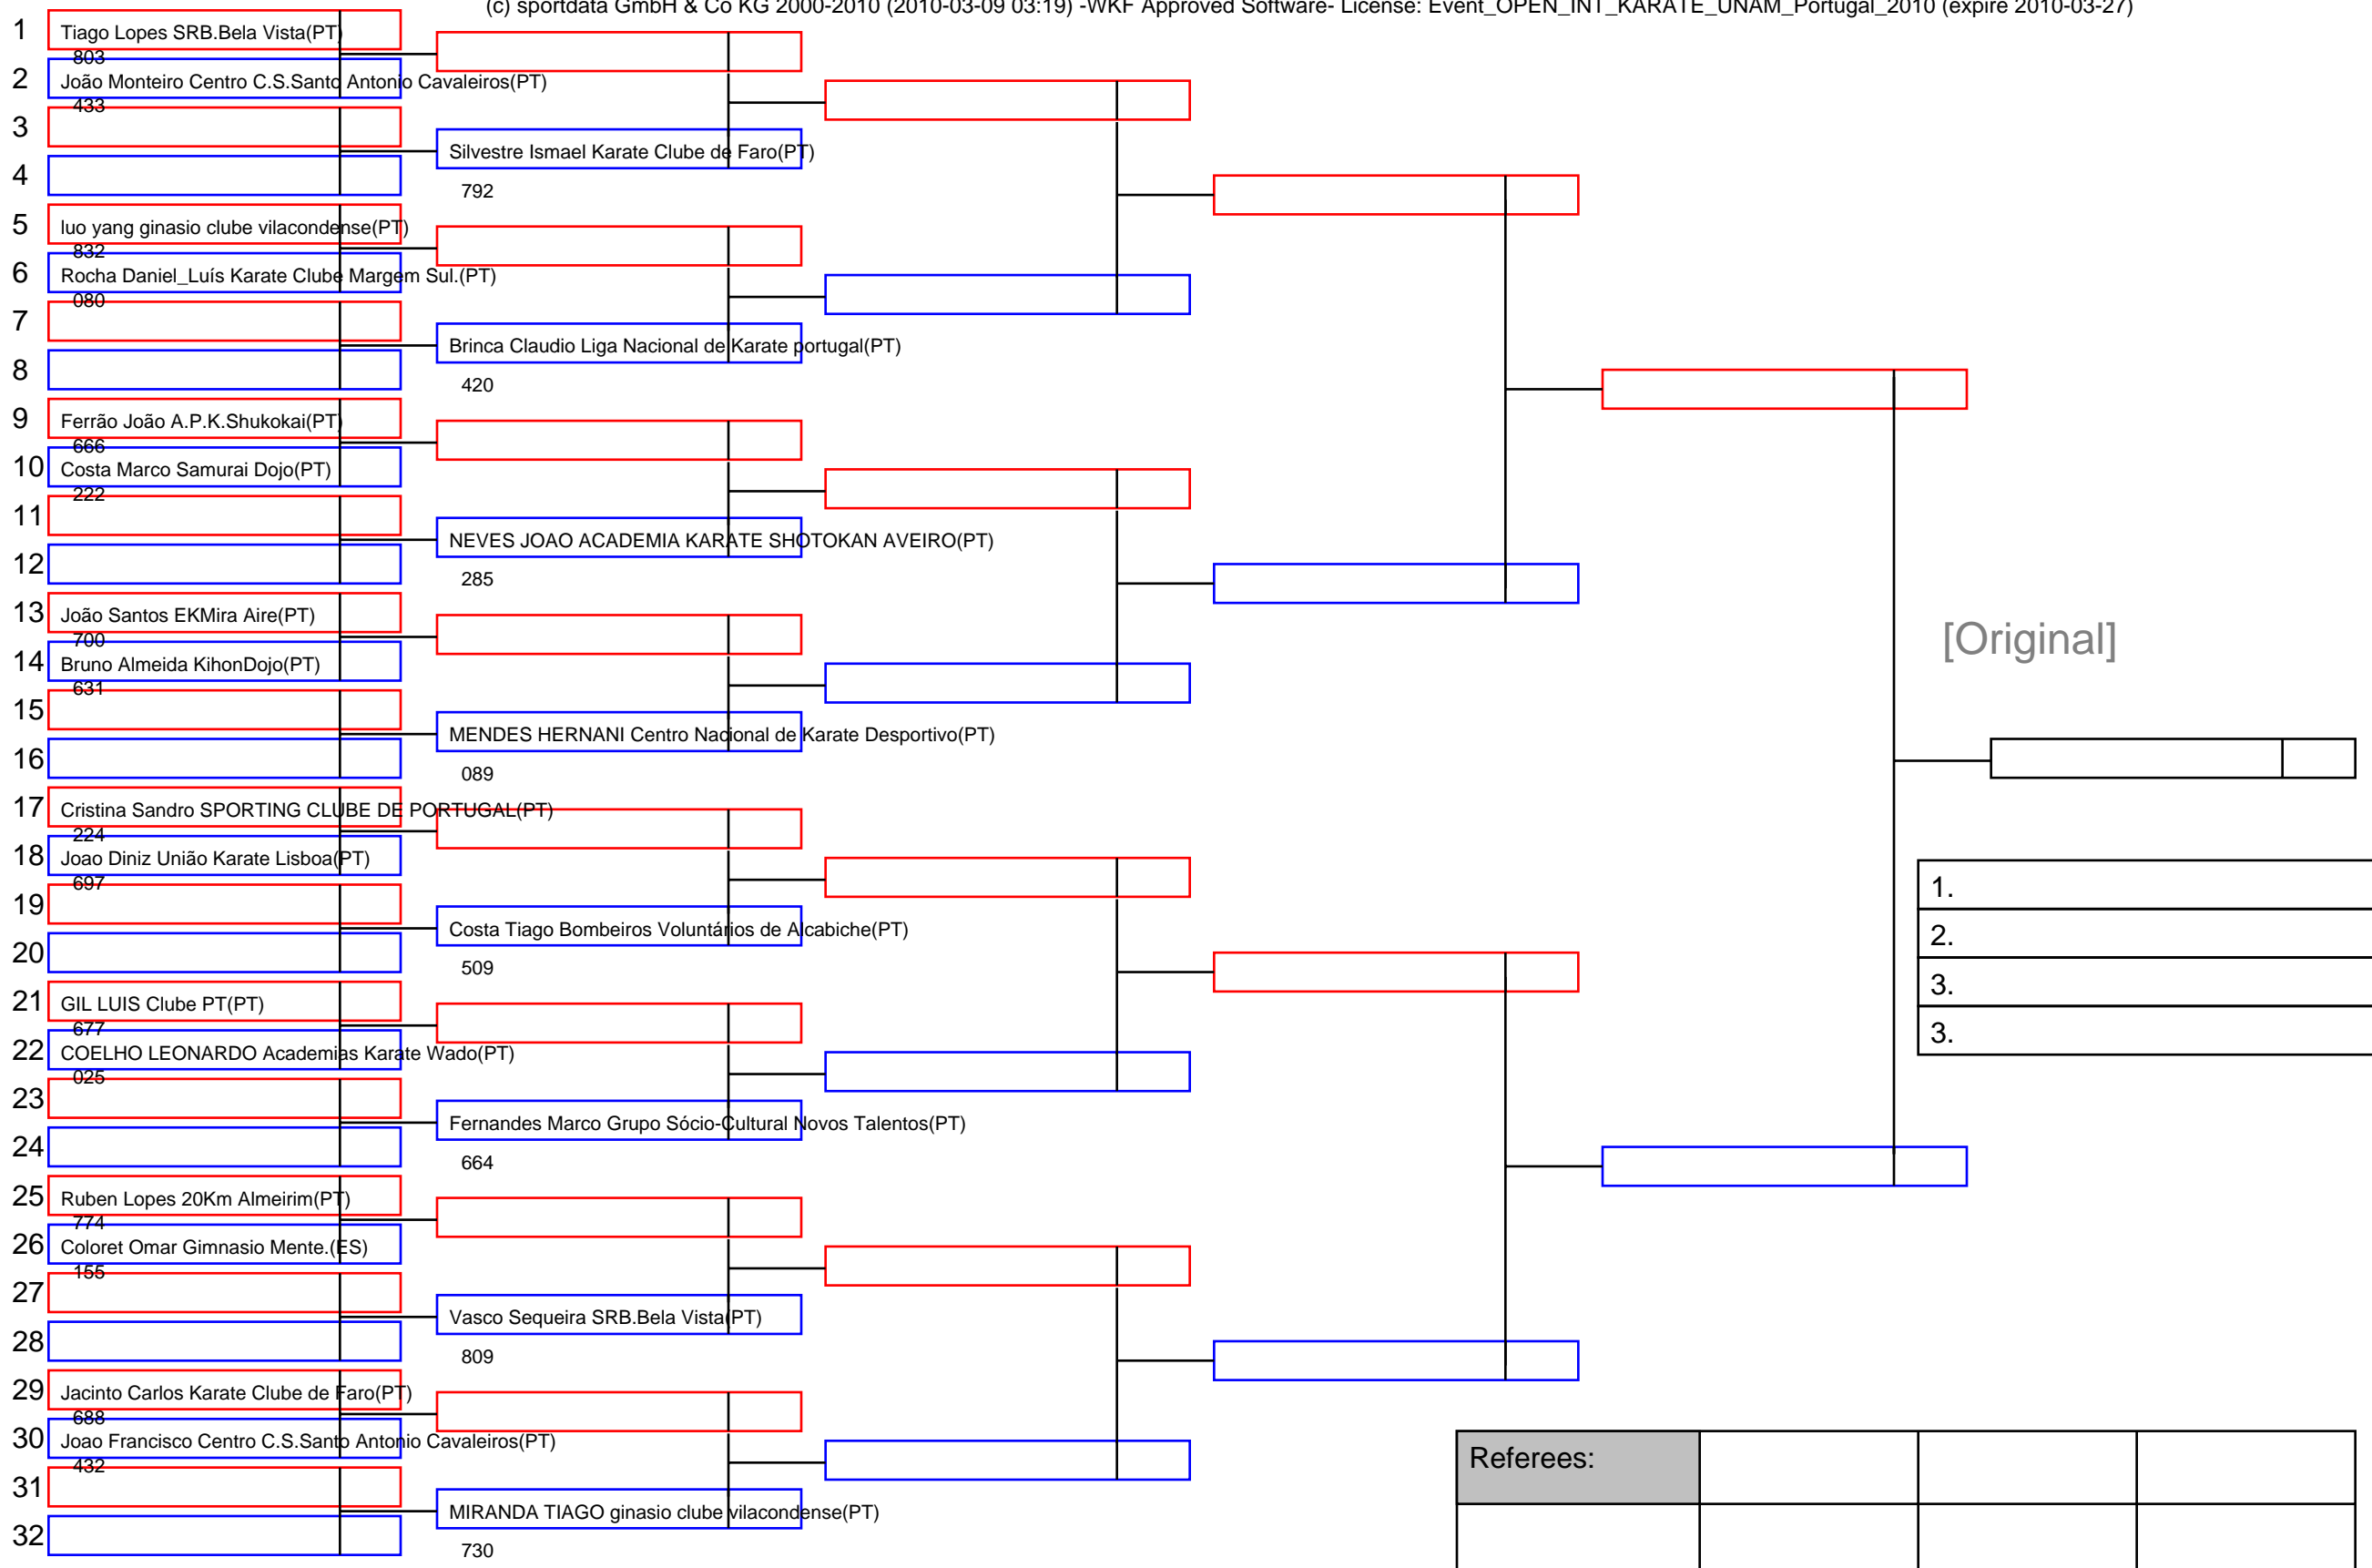 (c) sportdata GmbH & Co KG 2000-2010 (2010-03-09 03:19) -WKF Approved Software- License: Event_OPEN_INT_KARATE_UNAM_Portugal_2010 (expire 2010-03-27)
1 Tiago Lopes SRB.Bela Vista(PT)
803
2 João Monteiro Centro C.S.Santo Antonio Cavaleiros(PT)
433
3
Silvestre Ismael Karate Clube de Faro(PT)
4
792
5 luo yang ginasio clube vilacondense(PT)
832
6 Rocha Daniel_Luís Karate Clube Margem Sul.(PT)
080
7
Brinca Claudio Liga Nacional de Karate portugal(PT)
8
420
9 Ferrão João A.P.K.Shukokai(PT)
666
10 Costa Marco Samurai Dojo(PT)
222
11
NEVES JOAO ACADEMIA KARATE SHOTOKAN AVEIRO(PT)
12
285
13 João Santos EKMira Aire(PT)
700
14 Bruno Almeida KihonDojo(PT)
631
15
MENDES HERNANI Centro Nacional de Karate Desportivo(PT)
16
089
17 Cristina Sandro SPORTING CLUBE DE PORTUGAL(PT)
224
18 Joao Diniz União Karate Lisboa(PT)
697
19
Costa Tiago Bombeiros Voluntários de Alcabiche(PT)
20
509
21 GIL LUIS Clube PT(PT)
677
22 COELHO LEONARDO Academias Karate Wado(PT)
025
23
Fernandes Marco Grupo Sócio-Cultural Novos Talentos(PT)
24
664
25 Ruben Lopes 20Km Almeirim(PT)
774
26 Coloret Omar Gimnasio Mente.(ES)
155
27
Vasco Sequeira SRB.Bela Vista(PT)
28
809
29 Jacinto Carlos Karate Clube de Faro(PT)
688
30 Joao Francisco Centro C.S.Santo Antonio Cavaleiros(PT)
432
31
MIRANDA TIAGO ginasio clube vilacondense(PT)
32
730
[Original]
1.
2.
3.
3.
Referees: